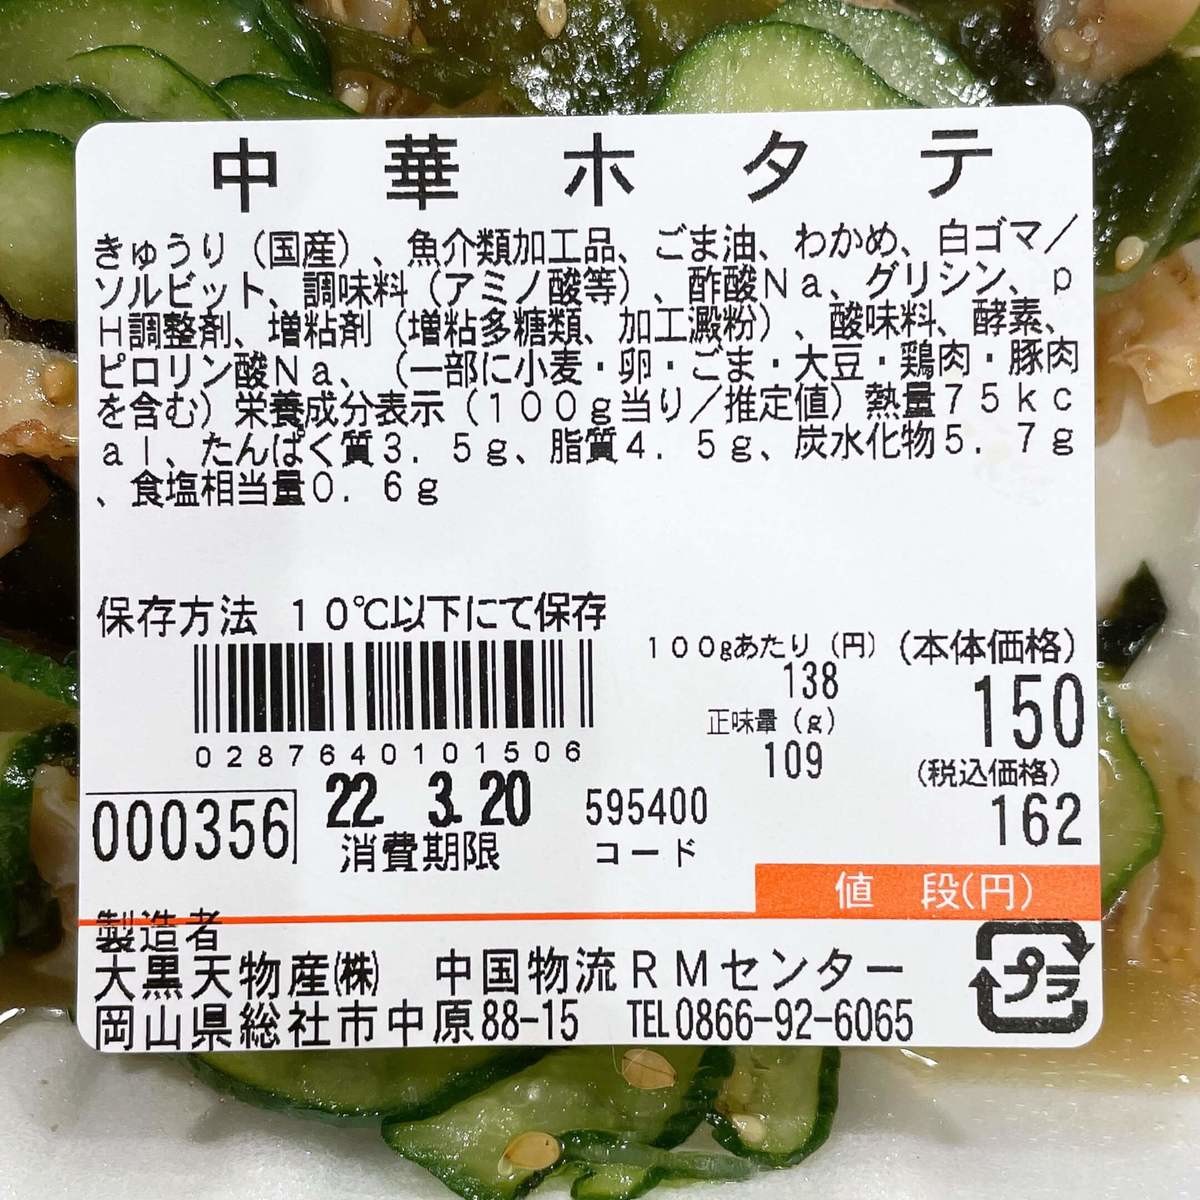 中華ホタテ
きゅうり（国産）、魚介類加工品、ごま油、わかめ、白ゴマ／
ソルビット、調味料（アミノ酸等）、酢酸Ｎａ、グリシン、ｐ
Ｈ調整剤、増粘剤（増粘多糖類、加工澱粉）、酸味料、酵素、
ピロリン酸Ｎａ、（一部に小麦・卵・ごま・大豆・鶏肉・豚肉
を含む）栄養成分表示（１００ｇ当り／推定値）熱量７５ｋｃ
ａｌ、たんぱく質３．５ｇ、脂質４．５ｇ、炭水化物５．７ｇ
、食塩相当量０．６ｇ
保存方法 １０℃以下にて保存
0287640101506
１００gあたり（円）
138
正味量（g）
109
（本体価格）
150
（税込価格）
162
000356
22. 3.20
消費期限
595400
コード
値段(円)
製造者
大黒天物産㈱ 中国物流ＲＭセンター
岡山県総社市中原88-15 TEL0866-92-6065
プラ